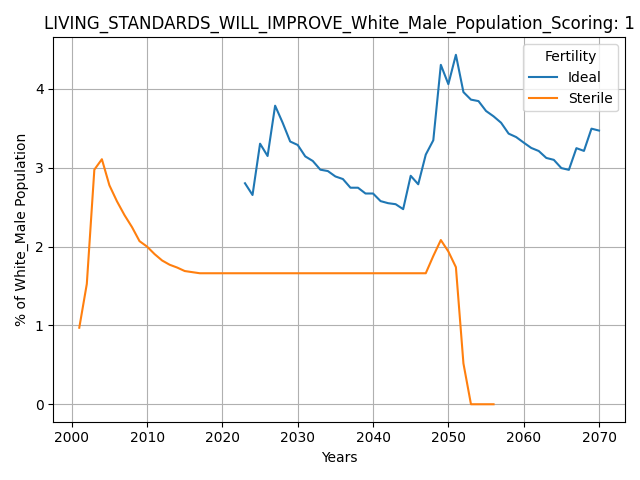 LIVING_STANDARDS_WILL_IMPROVE_White_Male_Population_Scoring: 1
Fertility
Ideal
Sterile
% of White_Male Population
4
3
2
1
0
2000 2010 2020 2030 2040 2050 2060 2070
Years